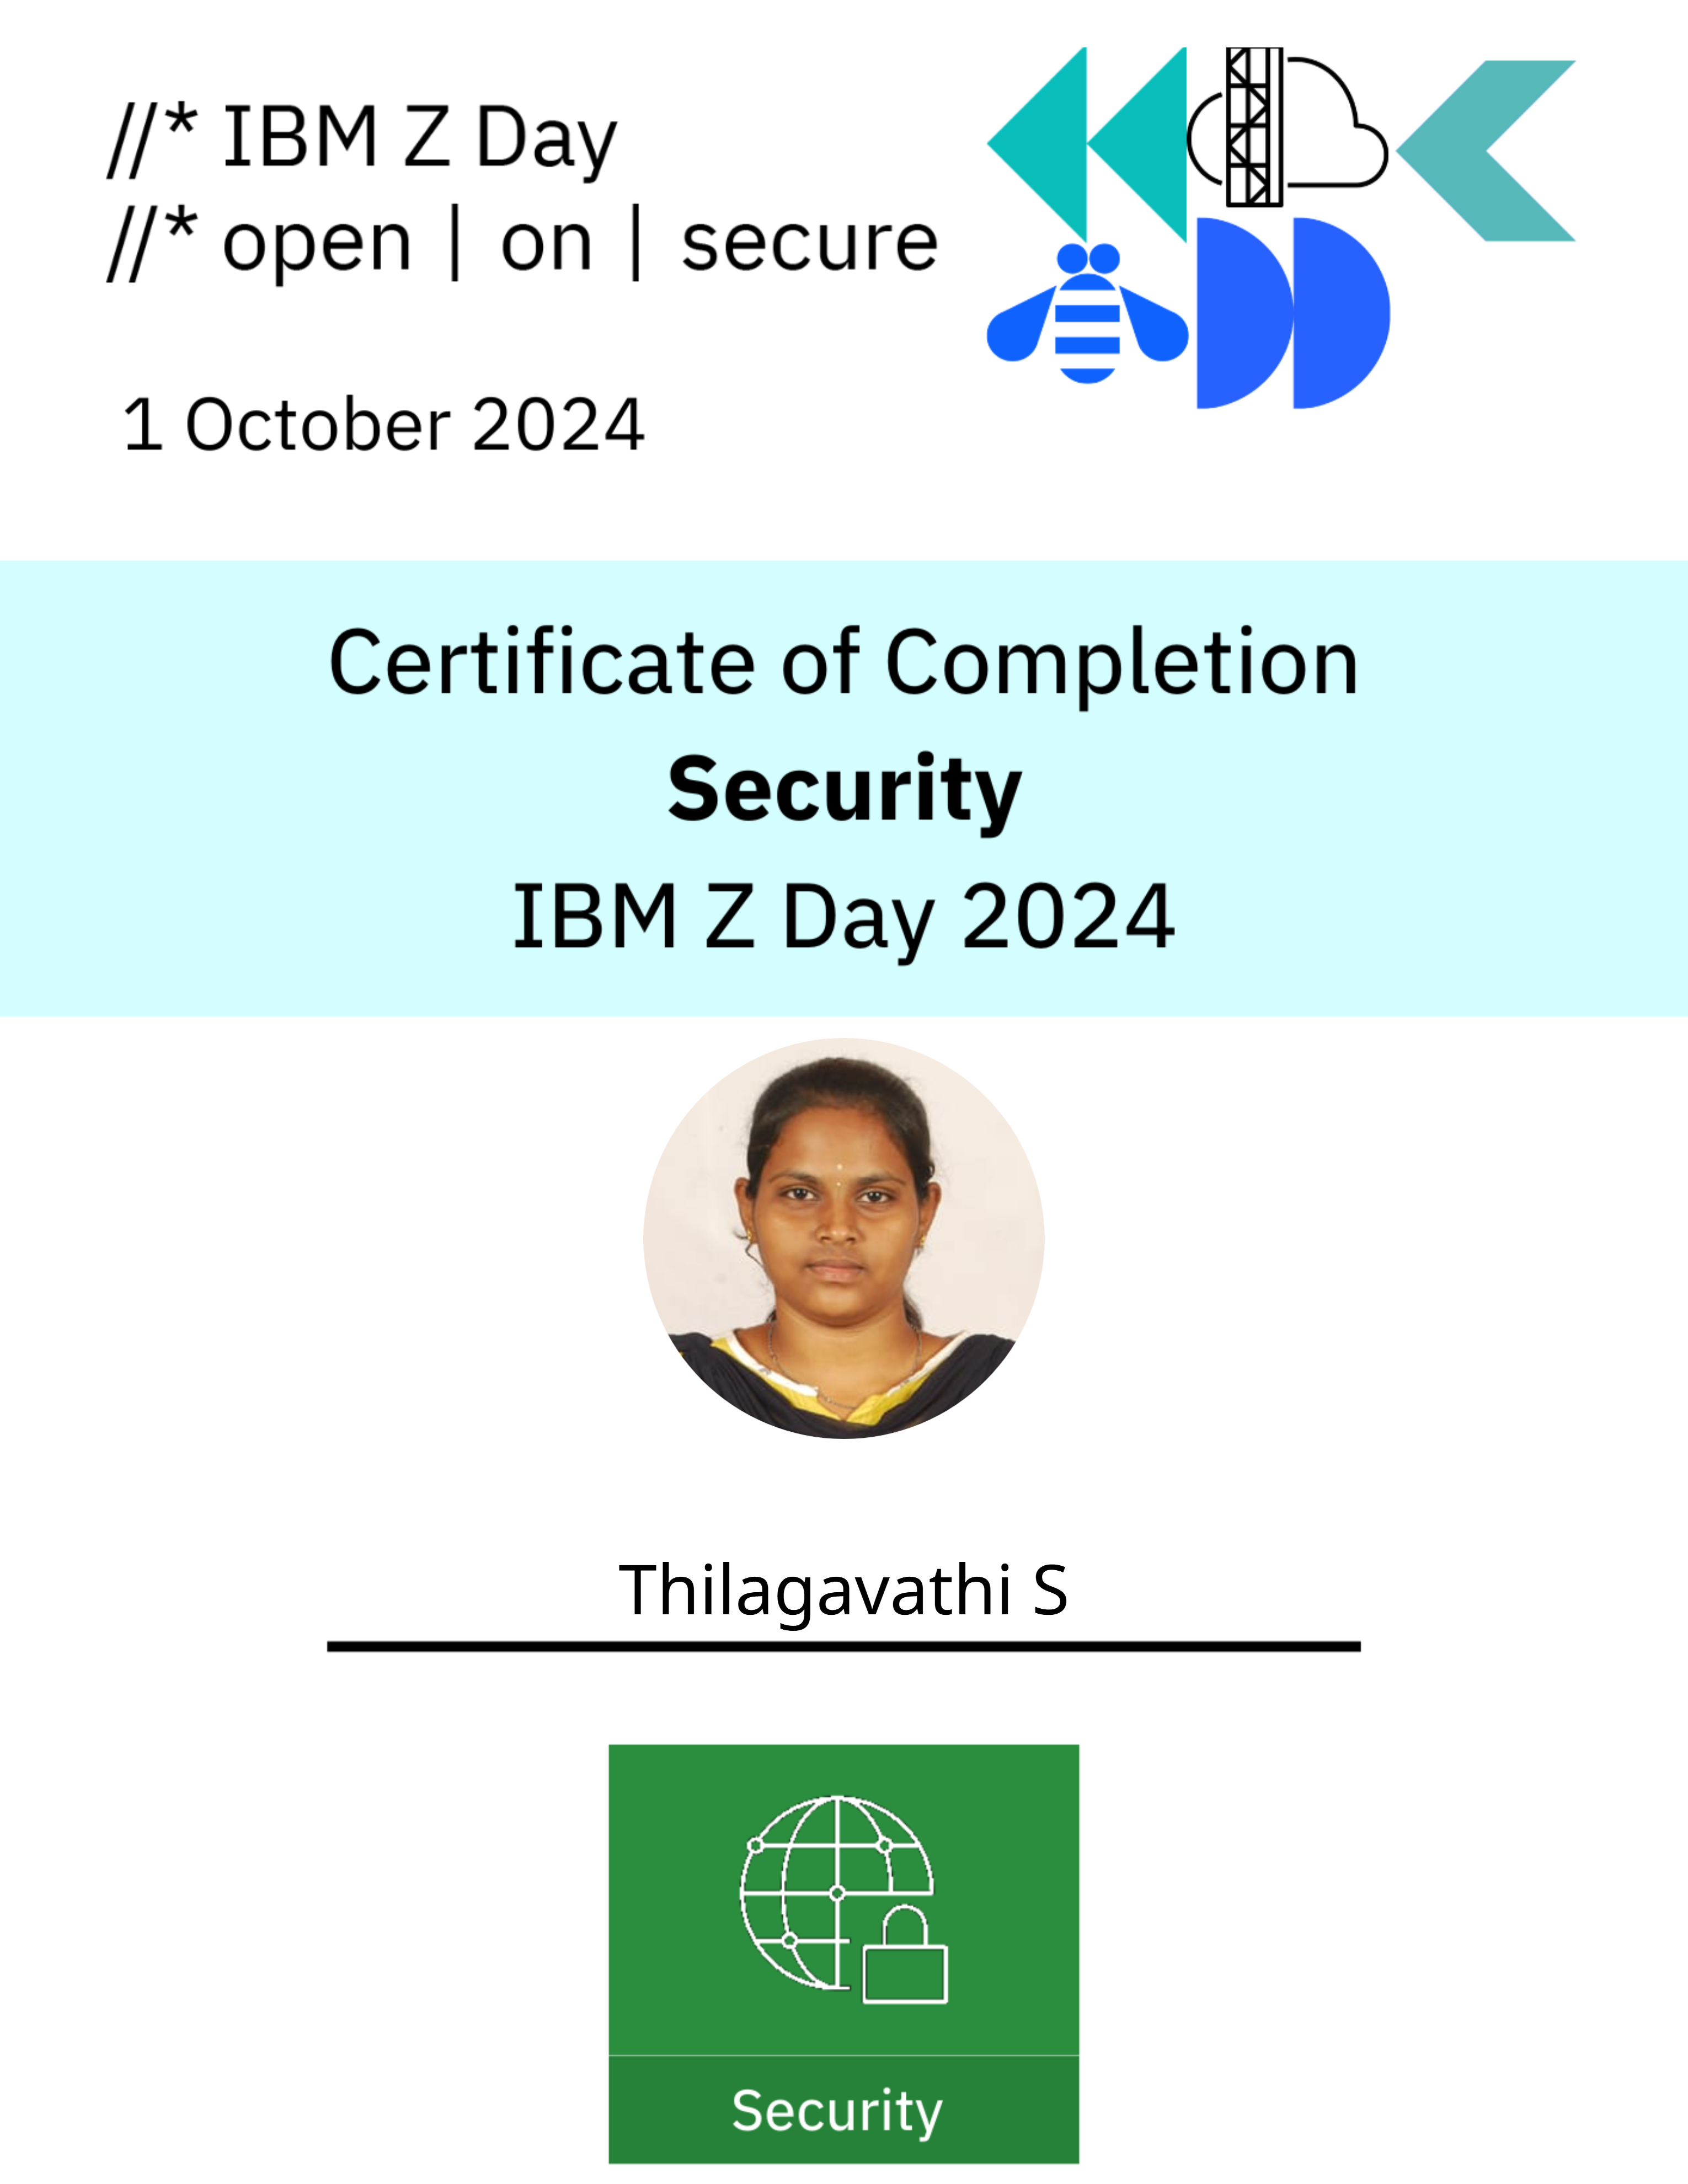 //* IBM Z Day
//* open | on | secure
1 October 2024
Certificate of Completion
Security
IBM Z Day 2024
Thilagavathi S
Security